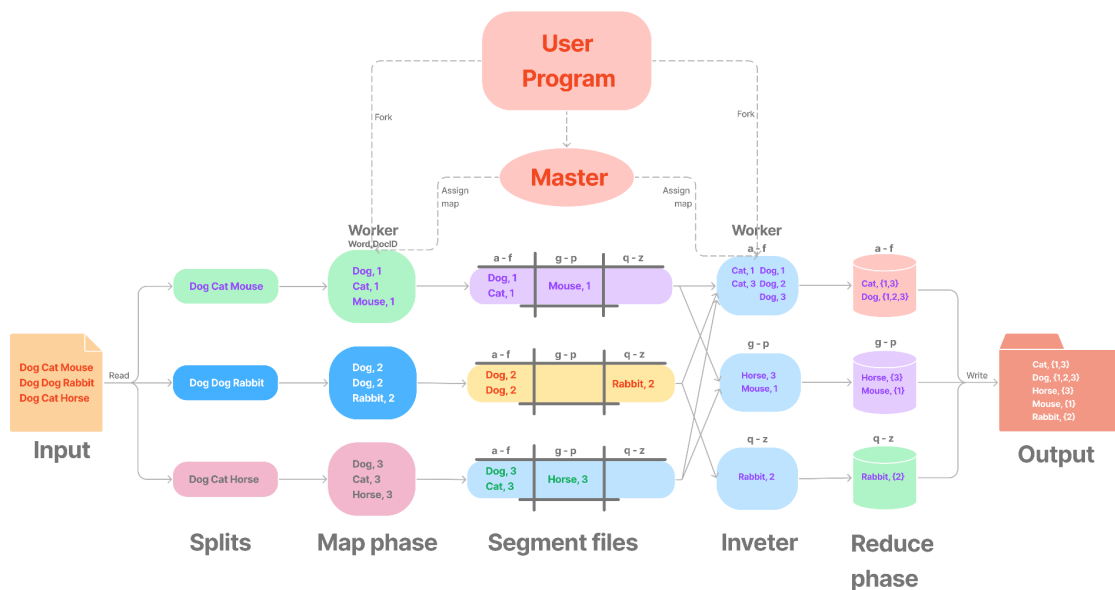 User
Program
Fork
Fork
Master
Assign
map
Assign
map
Worker
Word,DocID
Worker
a - f
g - p
q - z
a - f
a - f
Dog Cat Mouse
Dog, 1
Cat, 1
Mouse, 1
Dog, 1
Cat, 1
Mouse, 1
Cat, 1 Dog, 1
Cat, 3 Dog, 2
Dog, 3
Cat, {1,3}
Dog, {1,2,3}
Dog Cat Mouse
Dog Dog Rabbit
Dog Cat Horse
Input
Read
Dog Dog Rabbit
Dog, 2
Dog, 2
Rabbit, 2
a - f
g - p
q - z
Dog, 2
Dog, 2
Rabbit, 2
g - p
Horse, 3
Mouse, 1
g - p
Horse, {3}
Mouse, {1}
Write
Cat, {1,3}
Dog, {1,2,3}
Horse, {3}
Mouse, {1}
Rabbit, {2}
Output
Dog Cat Horse
Dog, 3
Cat, 3
Horse, 3
a - f
g - p
q - z
Dog, 3
Cat, 3
Horse, 3
q - z
Rabbit, 2
q - z
Rabbit, {2}
Splits
Map phase
Segment files
Inveter
Reduce
phase